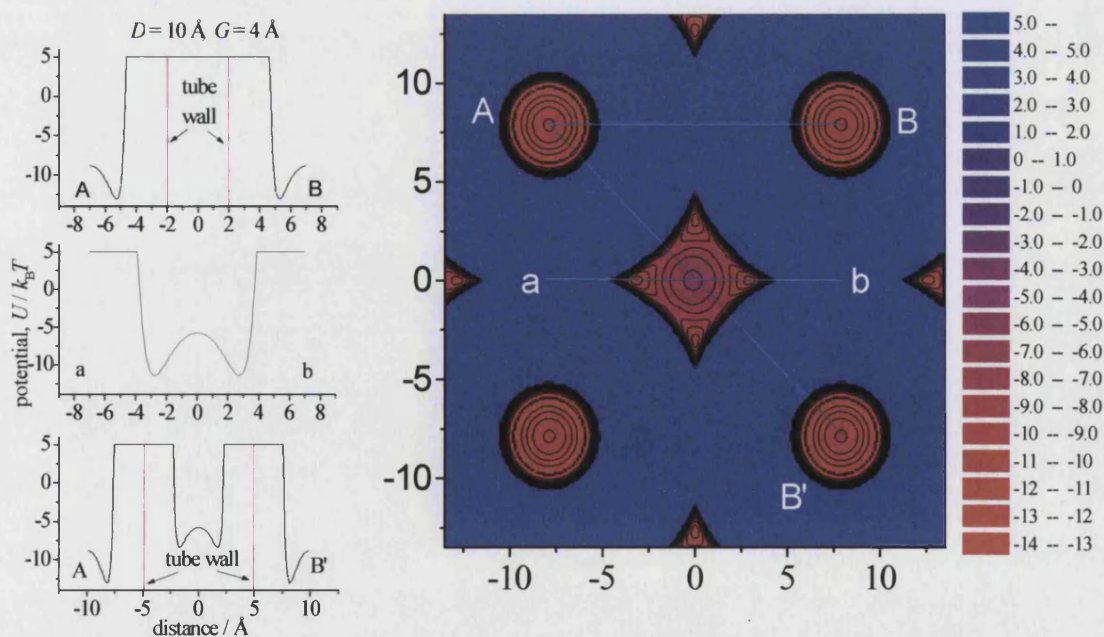 D = 10 Å, G = 4 Å
5
0
-5
-10
tube
wall
A
B
-8 -6 -4 -2 0 2 4 6 8
5
0
-5
-10
a
b
-8 -6 -4 -2 0 2 4 6 8
potential, U / kBT
5
0
-5
-10
A
tube wall
B'
-10 -5 0 5 10
distance / Å
10
5
0
-5
-10
A
B
a
b
B'
-10 -5 0 5 10
5.0 --
4.0 -- 5.0
3.0 -- 4.0
2.0 -- 3.0
1.0 -- 2.0
0 -- 1.0
-1.0 -- 0
-2.0 -- -1.0
-3.0 -- -2.0
-4.0 -- -3.0
-5.0 -- -4.0
-6.0 -- -5.0
-7.0 -- -6.0
-8.0 -- -7.0
-9.0 -- -8.0
-10 -- -9.0
-11 -- -10
-12 -- -11
-13 -- -12
-14 -- -13